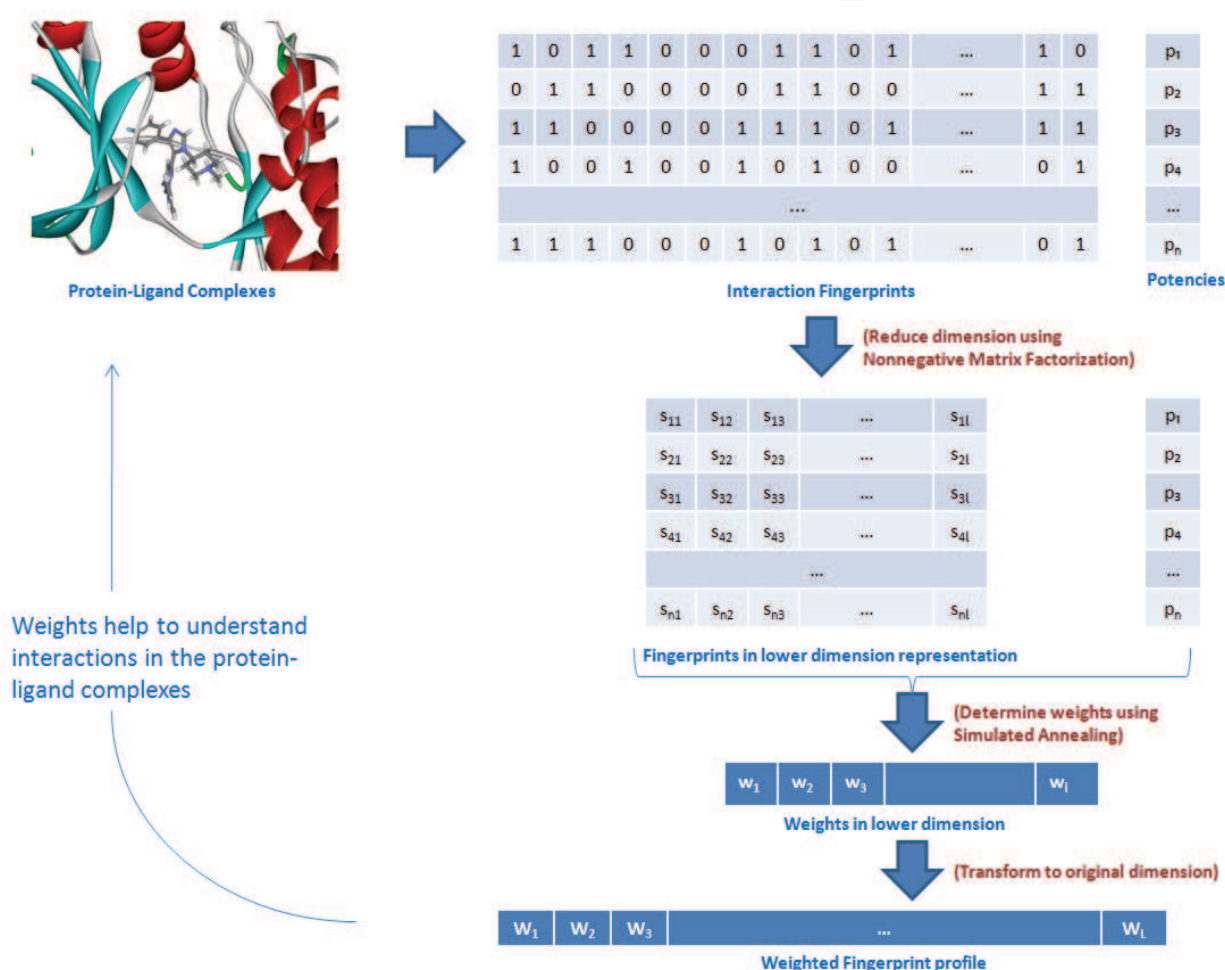 1 0 1 1 0 0 0 1 1 0 1 ... 1 0 p₁
0 1 1 0 0 0 0 1 1 0 0 ... 1 1 p₂
1 1 0 0 0 0 1 1 1 0 1 ... 1 1 p₃
1 0 0 1 0 0 1 0 1 0 0 ... 0 1 p₄
... ...
1 1 1 0 0 0 1 0 1 0 1 ... 0 1 pₙ
Protein-Ligand Complexes
Interaction Fingerprints
Potencies
(Reduce dimension using
Nonnegative Matrix Factorization)
s₁₁ s₁₂ s₁₃ ... s₁ₗ p₁
s₂₁ s₂₂ s₂₃ ... s₂ₗ p₂
s₃₁ s₃₂ s₃₃ ... s₃ₗ p₃
s₄₁ s₄₂ s₄₃ ... s₄ₗ p₄
... ...
sₙ₁ sₙ₂ sₙ₃ ... sₙₗ pₙ
Weights help to understand
interactions in the protein-
ligand complexes
Fingerprints in lower dimension representation
(Determine weights using
Simulated Annealing)
w₁ w₂ w₃ wₗ
Weights in lower dimension
(Transform to original dimension)
W₁ W₂ W₃ ... W_L
Weighted Fingerprint profile